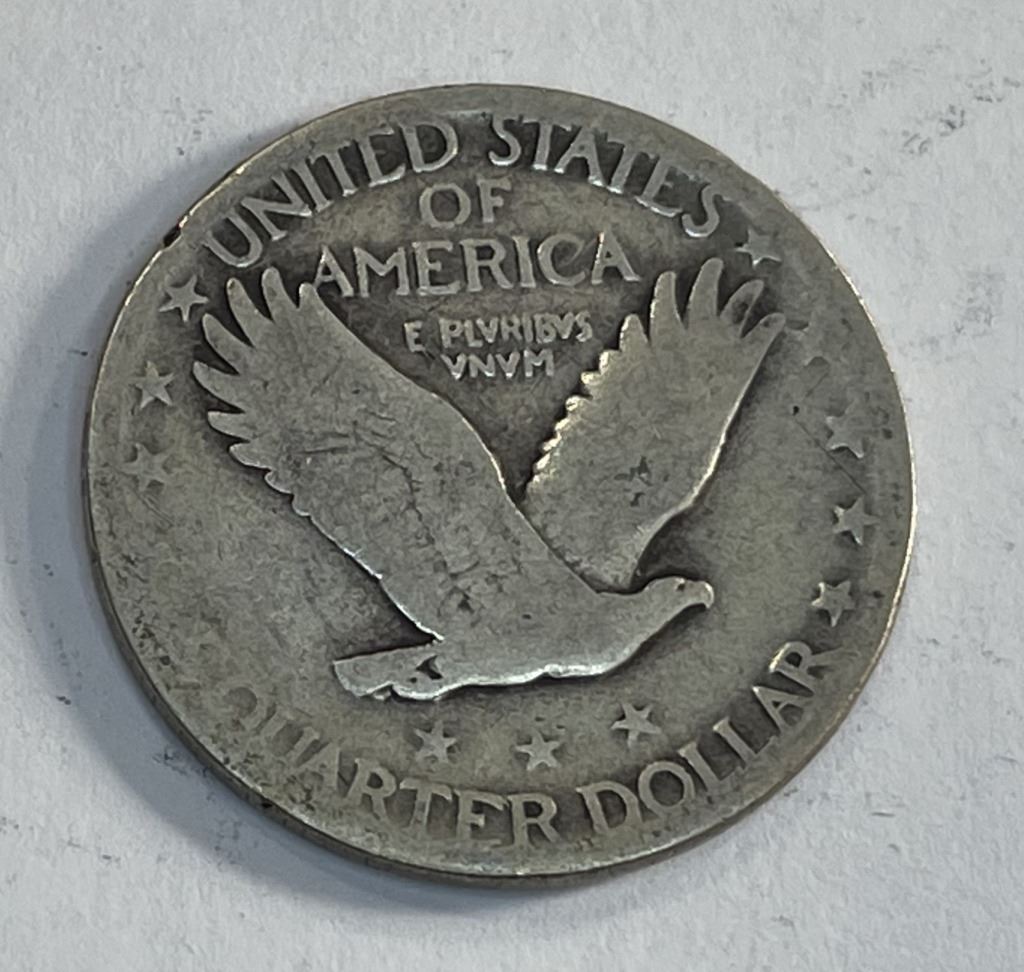 UNITED STATES
OF
AMERICA
E PLVRIBVS
VNVM
QUARTER DOLLAR